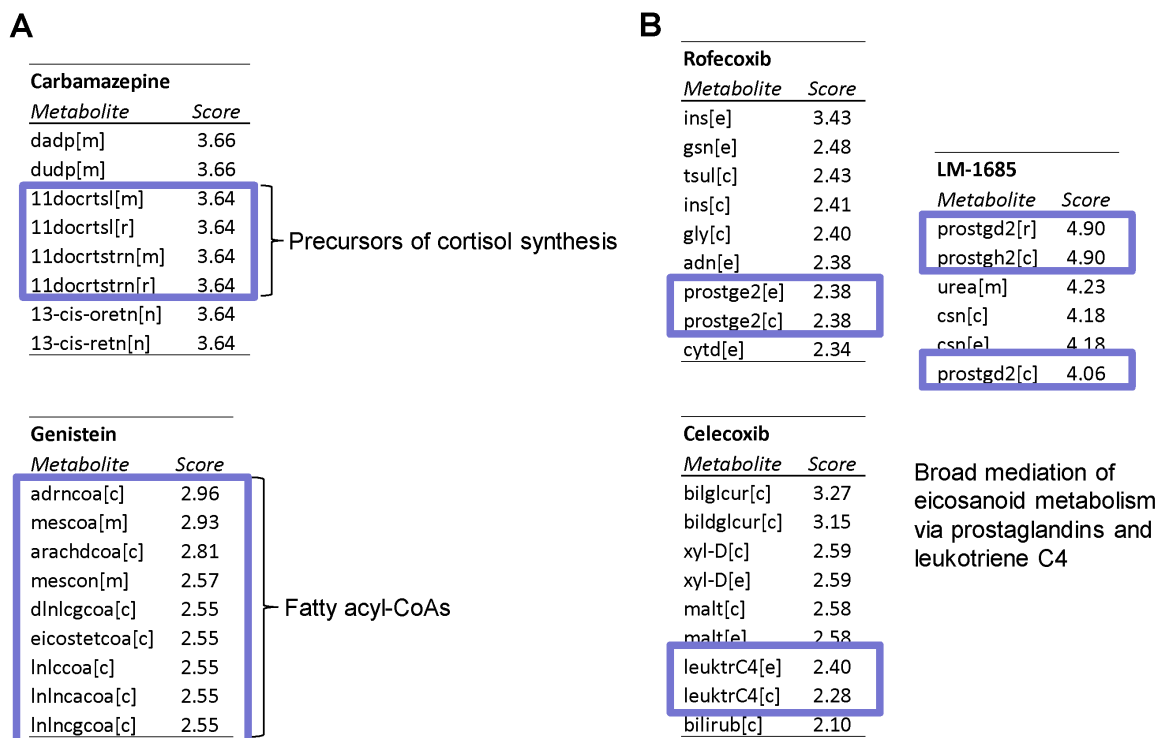 A
Carbamazepine
Metabolite Score
dadp[m] 3.66
dudp[m] 3.66
11docrtsl[m] 3.64
11docrtsl[r] 3.64
11docrtstrn[m] 3.64
11docrtstrn[r] 3.64
13-cis-oretn[n] 3.64
13-cis-retn[n] 3.64
Precursors of cortisol synthesis
Genistein
Metabolite Score
adrncoa[c] 2.96
mescoa[m] 2.93
arachdcoa[c] 2.81
mescon[m] 2.57
dlnlcgcoa[c] 2.55
eicostetcoa[c] 2.55
lnlccoa[c] 2.55
lnlncacoa[c] 2.55
lnlncgcoa[c] 2.55
Fatty acyl-CoAs
B
Rofecoxib
Metabolite Score
ins[e] 3.43
gsn[e] 2.48
tsul[c] 2.43
ins[c] 2.41
gly[c] 2.40
adn[e] 2.38
prostge2[e] 2.38
prostge2[c] 2.38
cytd[e] 2.34
LM-1685
Metabolite Score
prostgd2[r] 4.90
prostgh2[c] 4.90
urea[m] 4.23
csn[c] 4.18
csn[e] 4.18
prostgd2[c] 4.06
Celecoxib
Metabolite Score
bilglcur[c] 3.27
bildglcur[c] 3.15
xyl-D[c] 2.59
xyl-D[e] 2.59
malt[c] 2.58
malt[e] 2.58
leuktrC4[e] 2.40
leuktrC4[c] 2.28
bilirub[c] 2.10
Broad mediation of
eicosanoid metabolism
via prostaglandins and
leukotriene C4